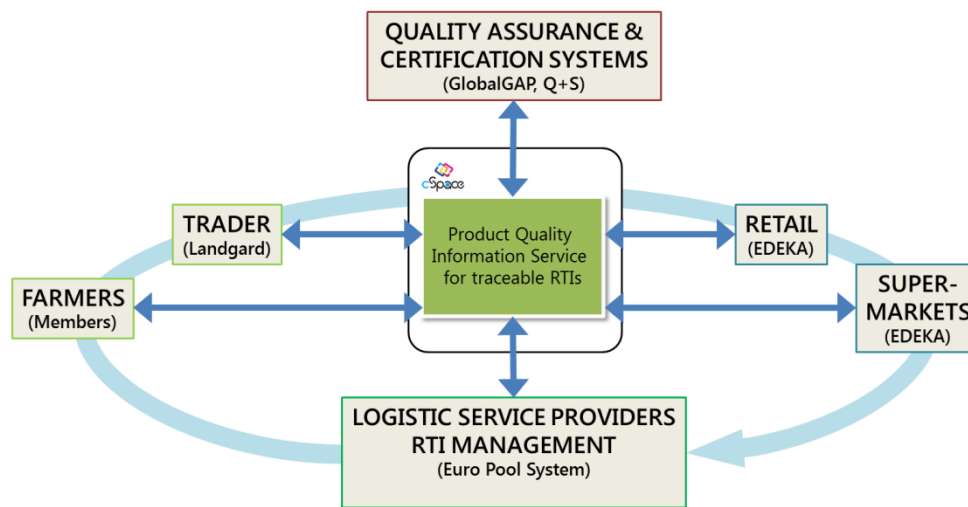 QUALITY ASSURANCE &
CERTIFICATION SYSTEMS
(GlobalGAP, Q+S)
cSpace
TRADER
(Landgard)
Product Quality
Information Service
for traceable RTIs
RETAIL
(EDEKA)
FARMERS
(Members)
SUPER-
MARKETS
(EDEKA)
LOGISTIC SERVICE PROVIDERS
RTI MANAGEMENT
(Euro Pool System)